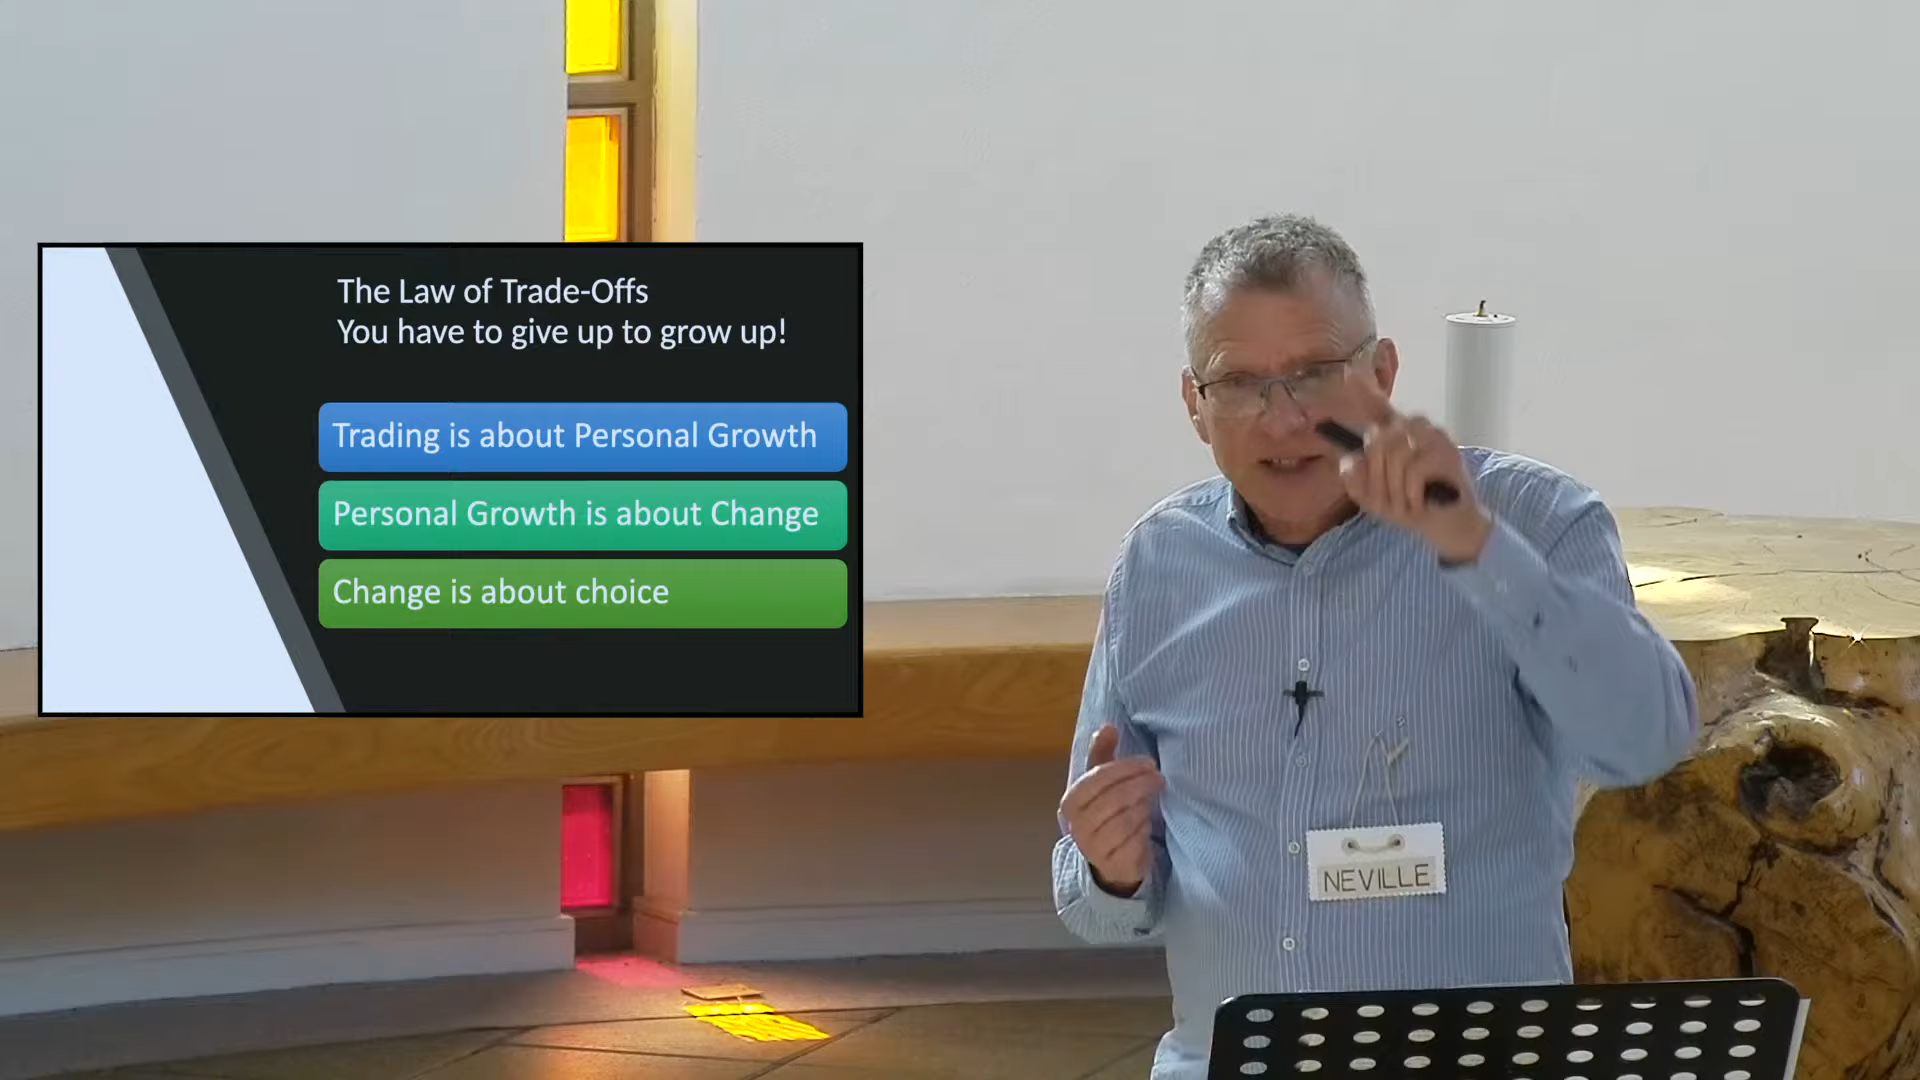 The Law of Trade-Offs
You have to give up to grow up!
Trading is about Personal Growth
Personal Growth is about Change
Change is about choice
NEVILLE